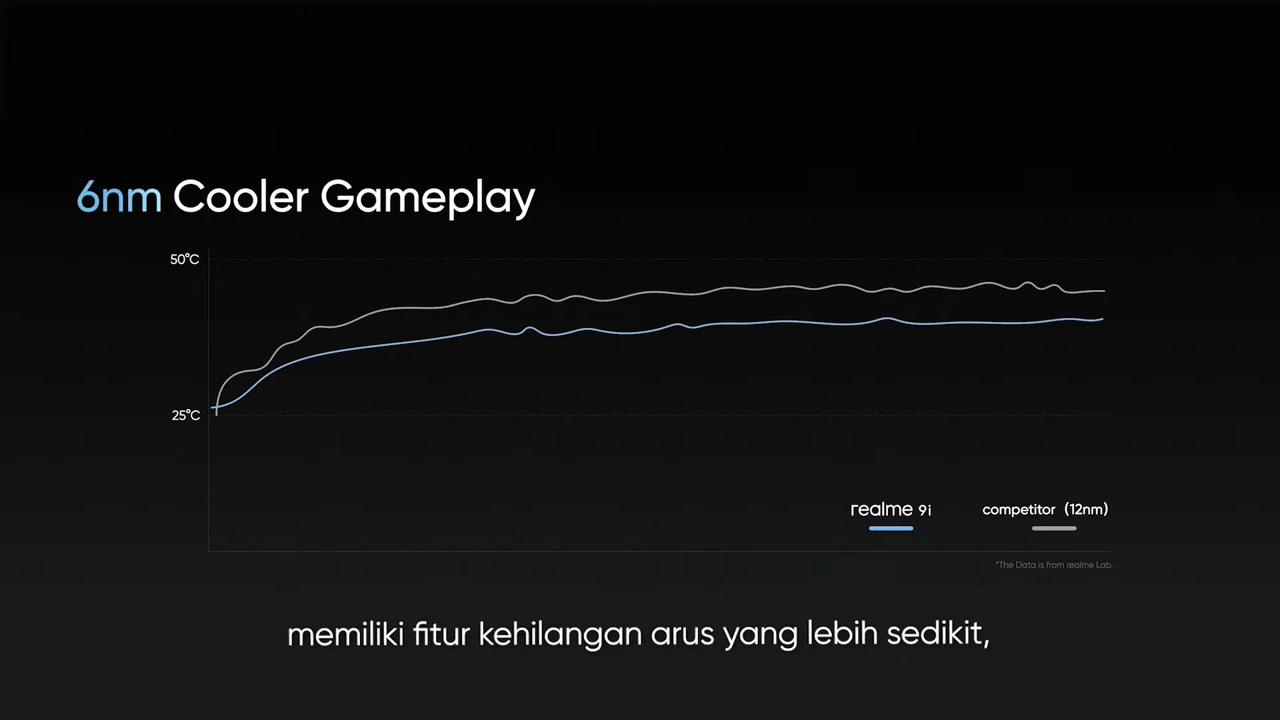 6nm Cooler Gameplay
50°C
25°C
realme 9i
competitor (12nm)
*The Data is from realme Lab.
memiliki fitur kehilangan arus yang lebih sedikit,